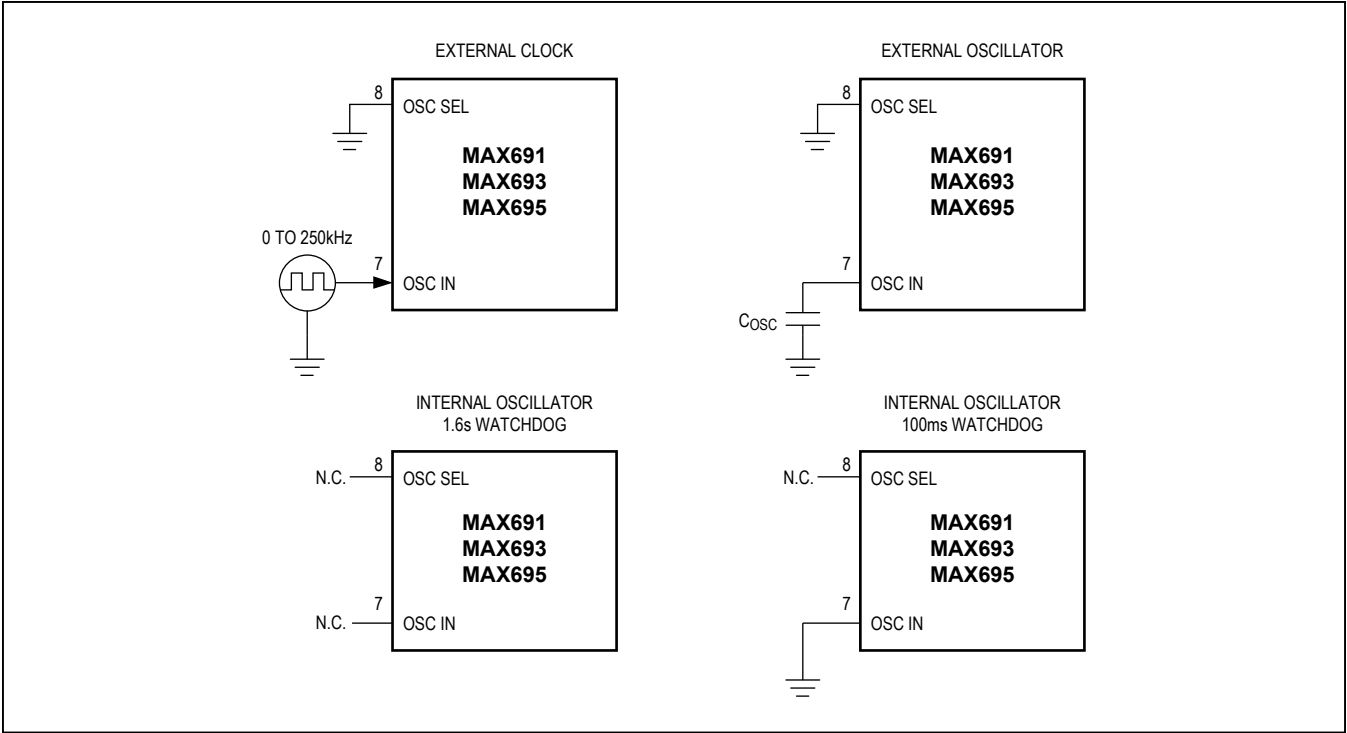 EXTERNAL CLOCK
8
OSC SEL
MAX691
MAX693
MAX695
0 TO 250kHz
7
OSC IN
EXTERNAL OSCILLATOR
8
OSC SEL
MAX691
MAX693
MAX695
7
OSC IN
COSC
INTERNAL OSCILLATOR
1.6s WATCHDOG
N.C.
8
OSC SEL
MAX691
MAX693
MAX695
N.C.
7
OSC IN
INTERNAL OSCILLATOR
100ms WATCHDOG
N.C.
8
OSC SEL
MAX691
MAX693
MAX695
7
OSC IN